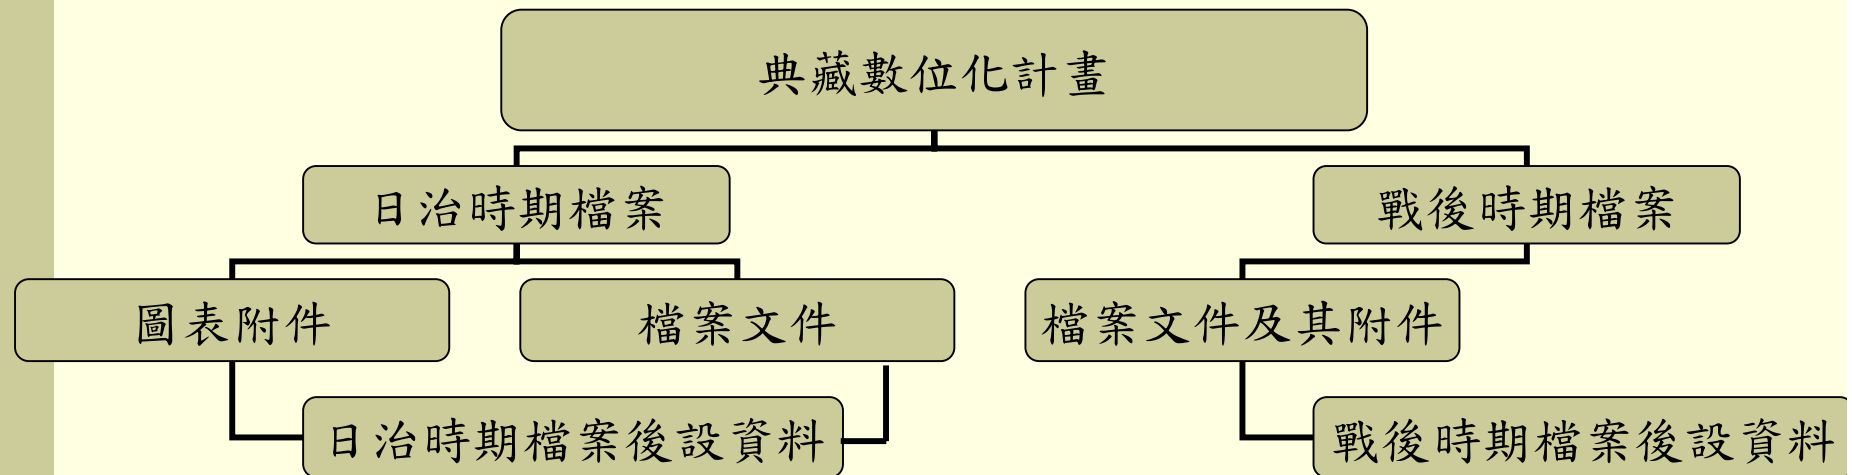 典藏數位化計畫
日治時期檔案
戰後時期檔案
圖表附件
檔案文件
檔案文件及其附件
日治時期檔案後設資料
戰後時期檔案後設資料